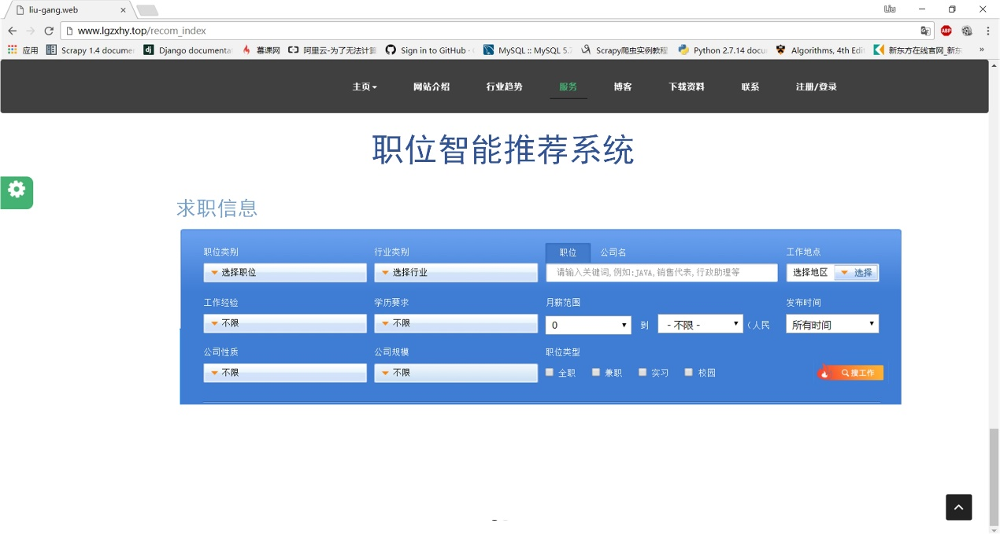 liu-gang.web
Liu
www.lgzxhy.top/recom_index
应用 Scrapy 1.4 documen Django documenta 慕课网 阿里云-为了无法计算 Sign in to GitHub · MySQL :: MySQL 5.7 Scrapy爬虫实例教程 Python 2.7.14 docu Algorithms, 4th Edit 新东方在线官网_新东 »
主页 网站介绍 行业趋势 服务 博客 下载资料 联系 注册/登录
职位智能推荐系统
求职信息
职位类别 行业类别 职位 公司名 工作地点
选择职位 选择行业 请输入关键词,例如:JAVA,销售代表,行政助理等 选择地区 选择
工作经验 学历要求 月薪范围 发布时间
不限 不限 0 到 - 不限 - （人民 所有时间
公司性质 公司规模 职位类型
不限 不限 全职 兼职 实习 校园 搜工作